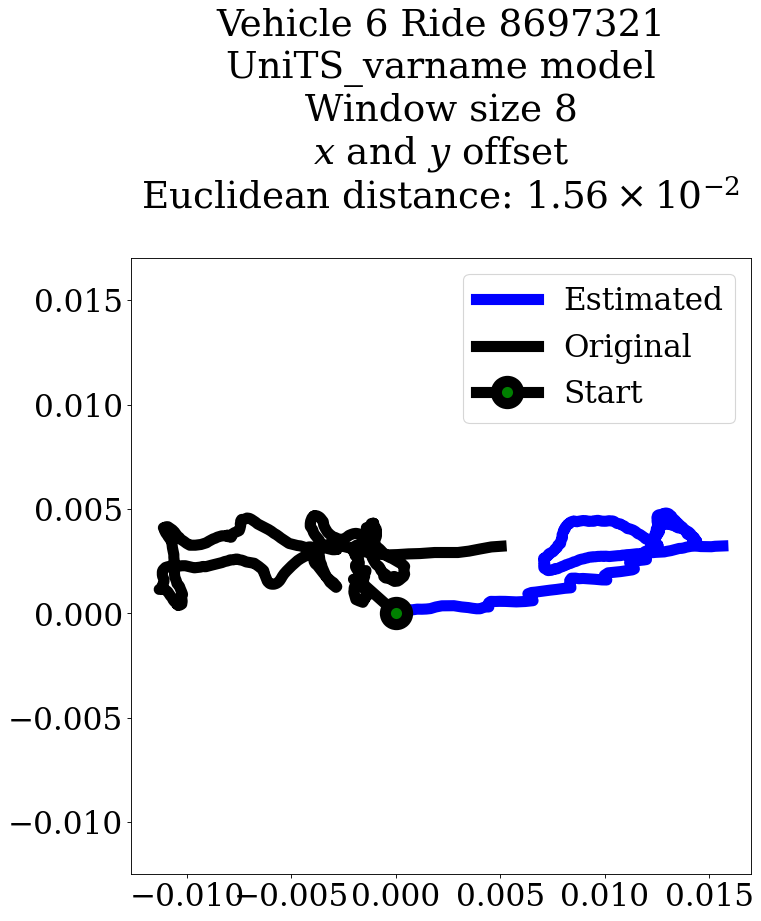 Vehicle 6 Ride 8697321
UniTS_varname model
Window size 8
x and y offset
Euclidean distance: 1.56 × 10⁻²
Estimated
Original
Start
0.015
0.010
0.005
0.000
−0.005
−0.010
−0.010 −0.005 0.000 0.005 0.010 0.015